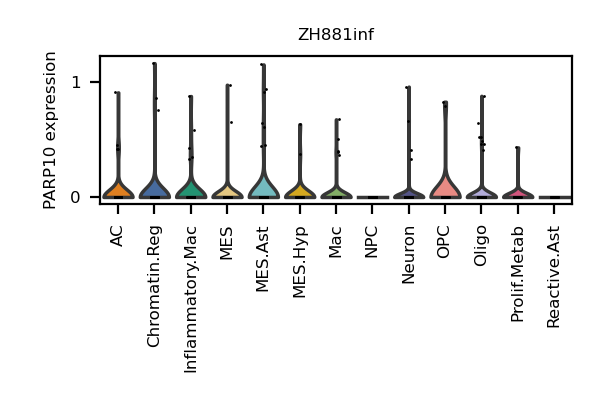 ZH881inf
PARP10 expression
1
0
AC
Chromatin.Reg
Inflammatory.Mac
MES
MES.Ast
MES.Hyp
Mac
NPC
Neuron
OPC
Oligo
Prolif.Metab
Reactive.Ast